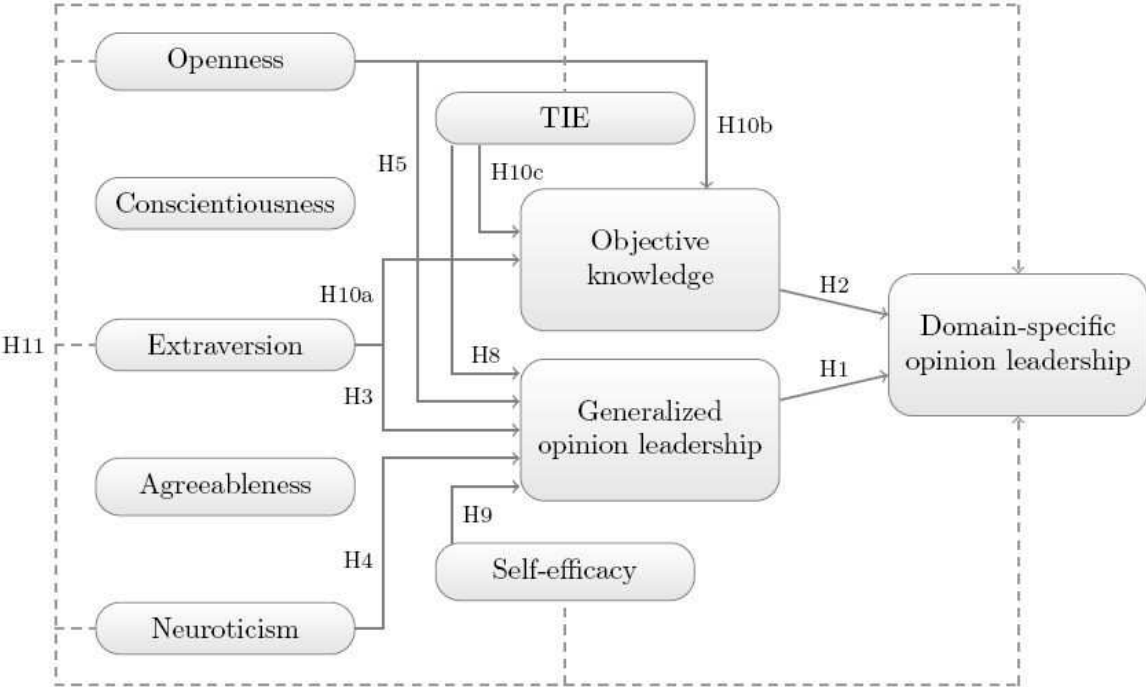 Openness
TIE
H10b
H5
H10c
Conscientiousness
Objective
knowledge
H10a
H2
H11
Extraversion
Domain-specific
opinion leadership
H8
H1
H3
Generalized
opinion leadership
Agreeableness
H9
H4
Self-efficacy
Neuroticism